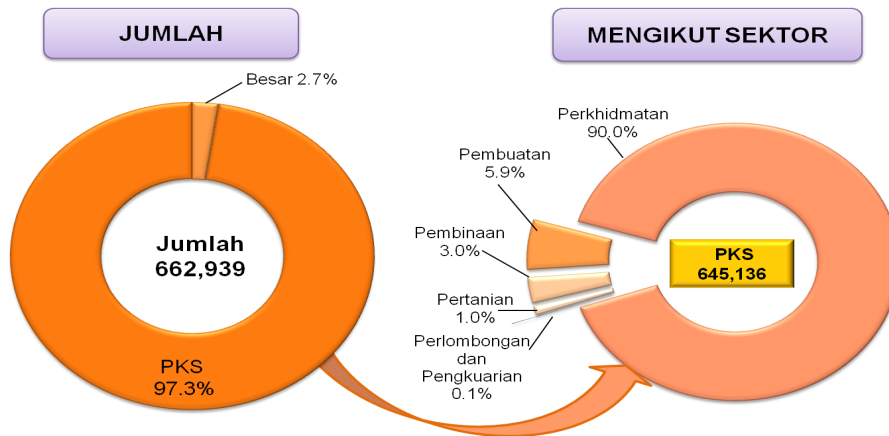 JUMLAH
Besar 2.7%
Jumlah
662,939
PKS
97.3%
MENGIKUT SEKTOR
Perkhidmatan
90.0%
Pembuatan
5.9%
Pembinaan
3.0%
Pertanian
1.0%
Perlombongan
dan
Pengkuarian
0.1%
PKS
645,136